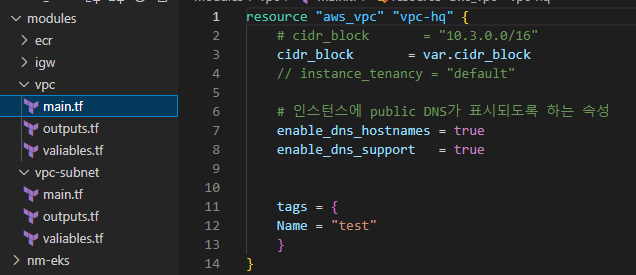 modules
ecr
igw
vpc
main.tf
outputs.tf
valiables.tf
vpc-subnet
main.tf
outputs.tf
valiables.tf
nm-eks
1 resource "aws_vpc" "vpc-hq" {
2 # cidr_block = "10.3.0.0/16"
3 cidr_block = var.cidr_block
4 // instance_tenancy = "default"
5
6 # 인스턴스에 public DNS가 표시되도록 하는 속성
7 enable_dns_hostnames = true
8 enable_dns_support = true
9
10
11 tags = {
12 Name = "test"
13 }
14 }